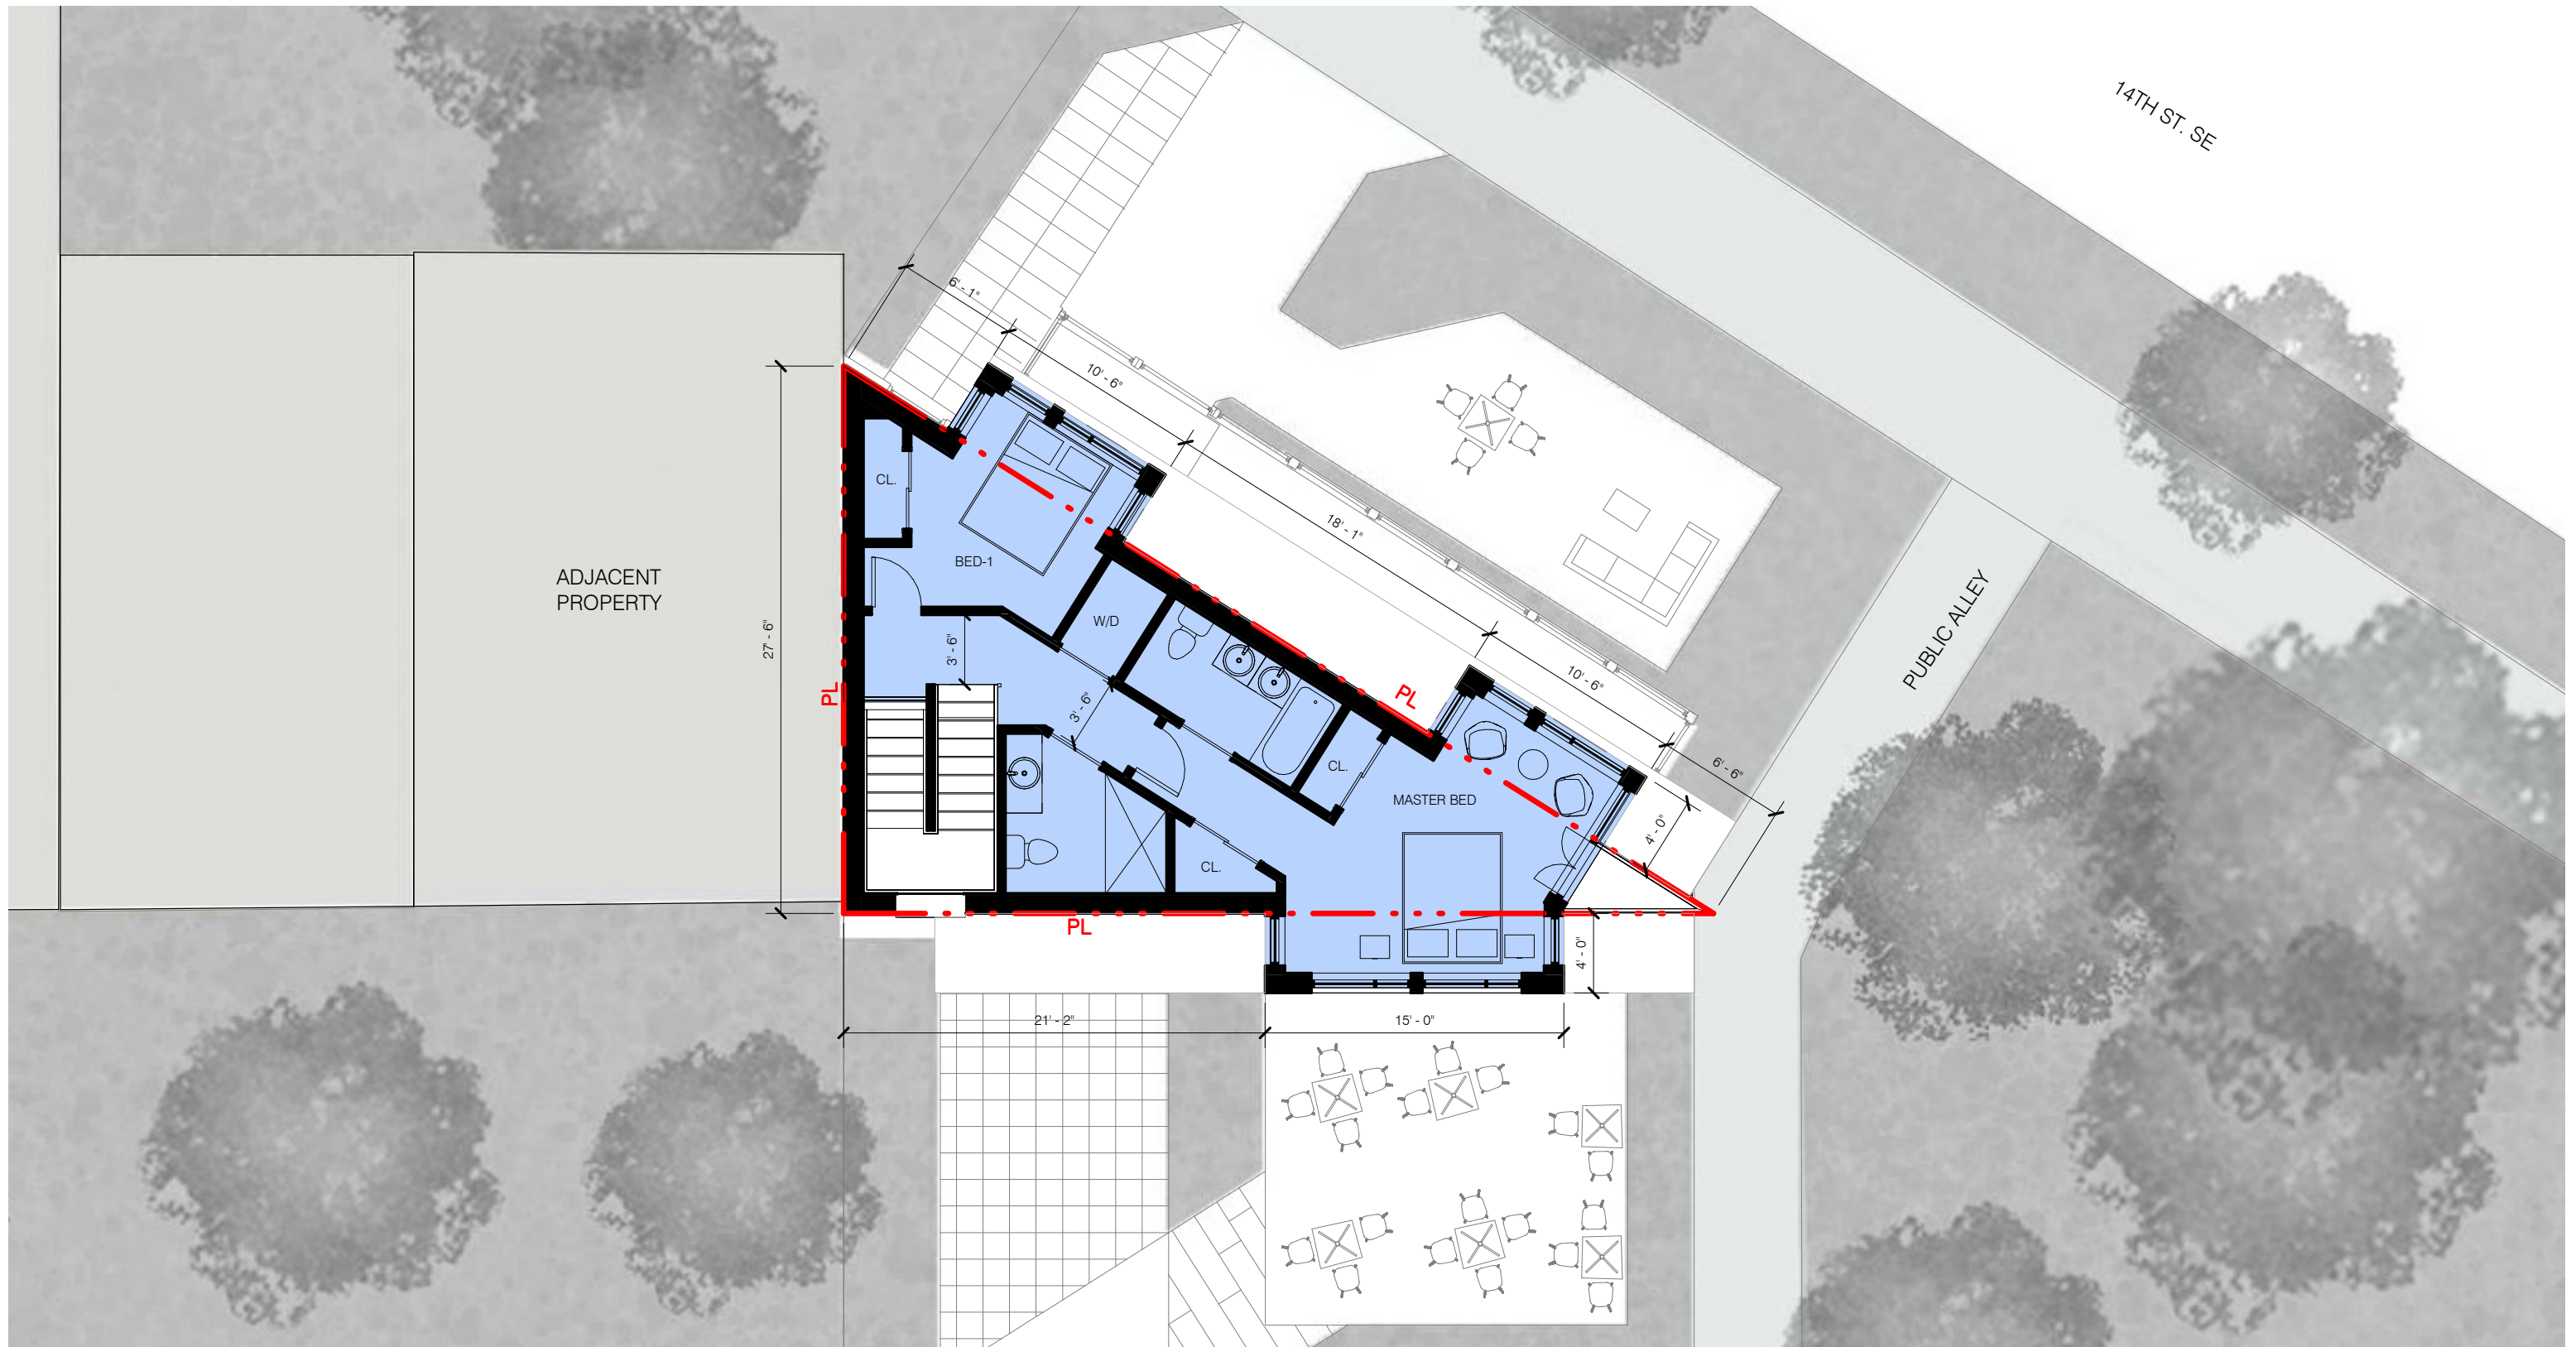 14TH ST. SE
6' - 1"
10' - 6"
CL.
18' - 1"
BED-1
ADJACENT
PROPERTY
PUBLIC ALLEY
W/D
27' - 6"
3' - 6"
10' - 6"
PL
PL
3' - 6"
CL.
6' - 6"
MASTER BED
4' - 0"
CL.
PL
4' - 0"
21' - 2"
15' - 0"